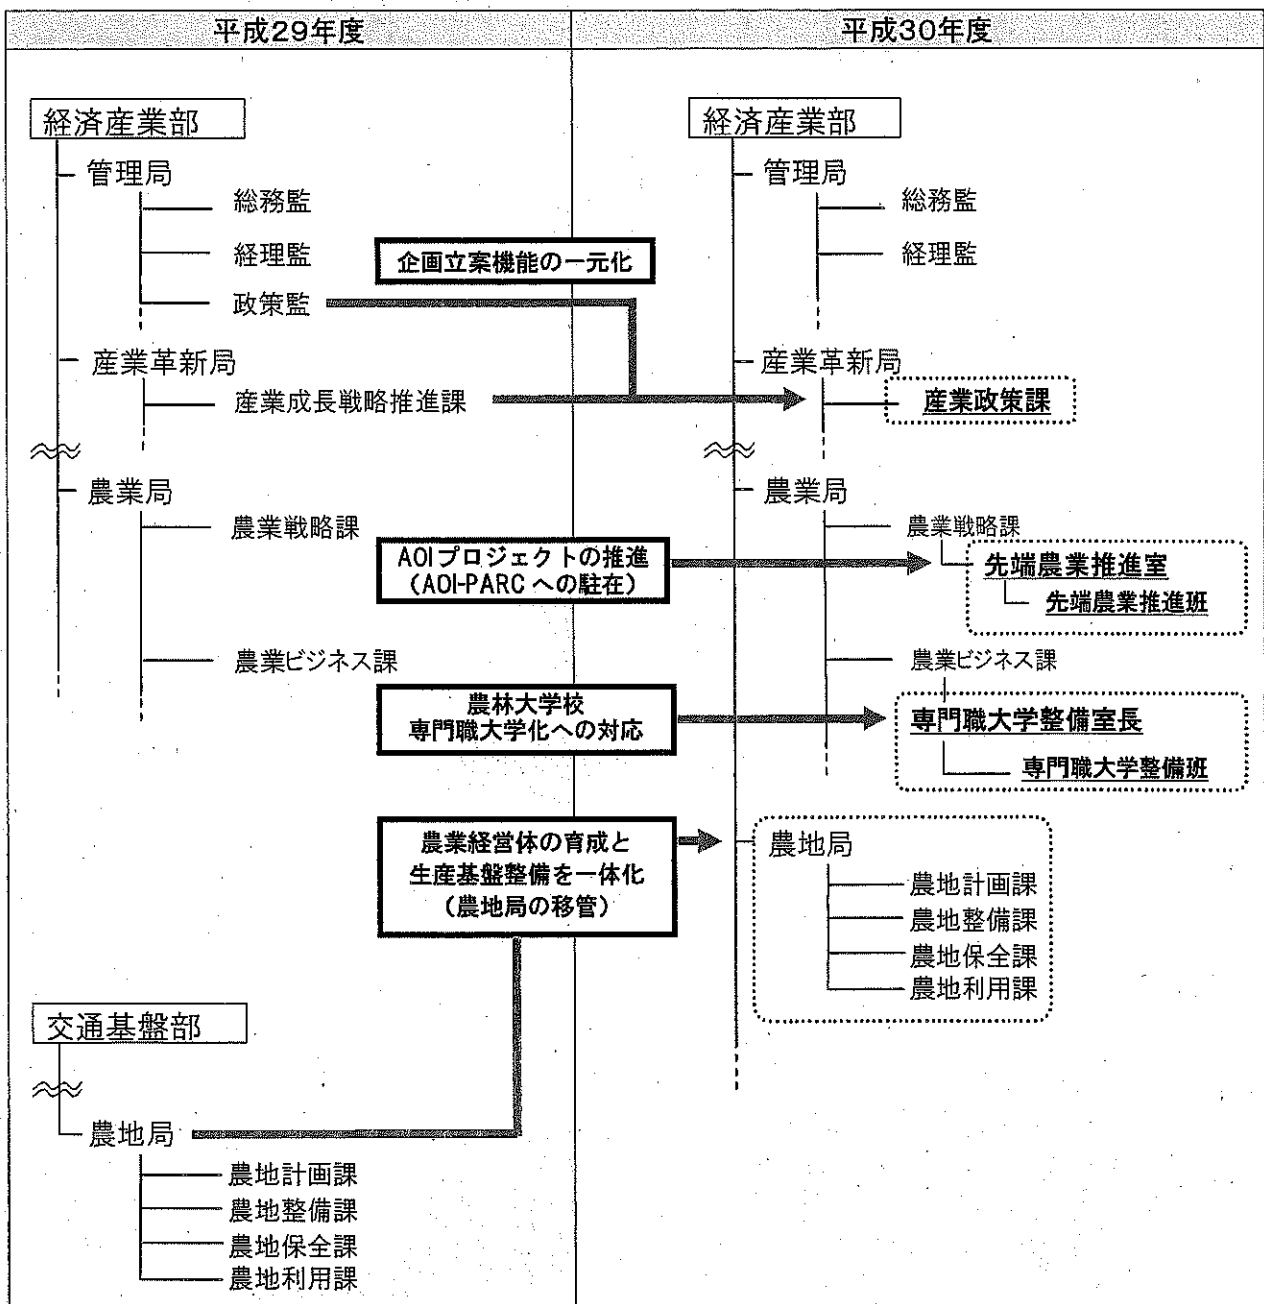 平成29年度
経済産業部
管理局
総務監
経理監
政策監
産業革新局
産業成長戦略推進課
農業局
農業戦略課
農業ビジネス課
交通基盤部
農地局
農地計画課
農地整備課
農地保全課
農地利用課
企画立案機能の一元化
AOIプロジェクトの推進
(AOI-PARC への駐在)
農林大学校
専門職大学化への対応
農業経営体の育成と
生産基盤整備を一体化
(農地局の移管)
平成30年度
経済産業部
管理局
総務監
経理監
産業革新局
産業政策課
農業局
農業戦略課
先端農業推進室
先端農業推進班
農業ビジネス課
専門職大学整備室長
専門職大学整備班
農地局
農地計画課
農地整備課
農地保全課
農地利用課